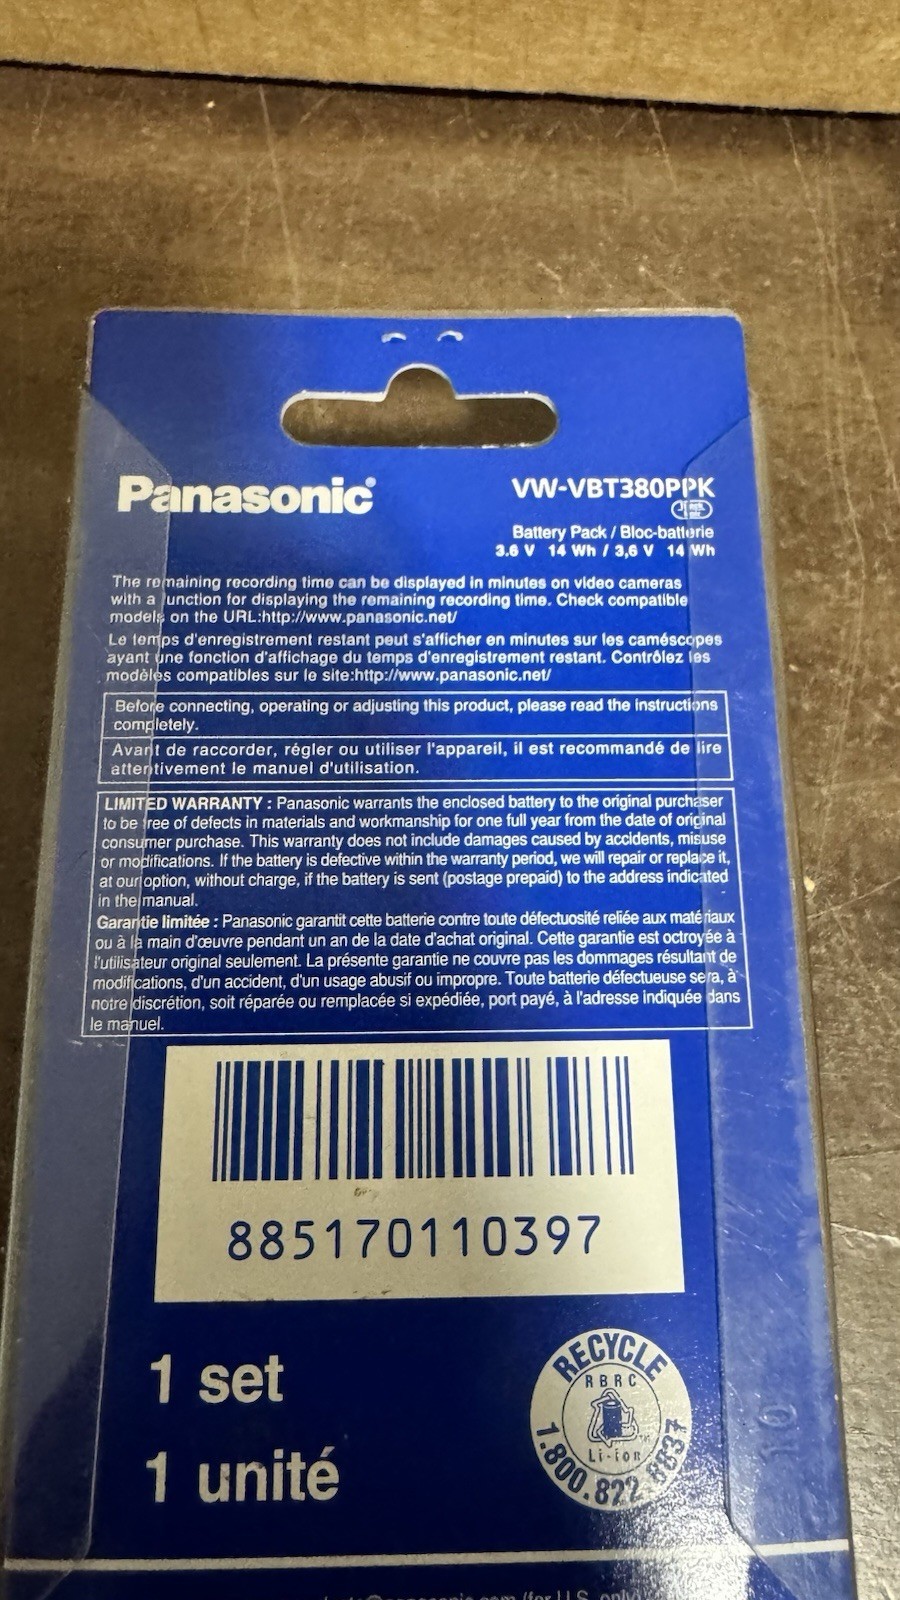 Panasonic
VW-VBT380PPK
Battery Pack / Bloc-batterie
3.6 V 14 Wh / 3,6 V 14 Wh
The remaining recording time can be displayed in minutes on video cameras
with a function for displaying the remaining recording time. Check compatible
models on the URL:http://www.panasonic.net/
Le temps d'enregistrement restant peut s'afficher en minutes sur les caméscopes
ayant une fonction d'affichage du temps d'enregistrement restant. Contrôlez les
modèles compatibles sur le site:http://www.panasonic.net/
Before connecting, operating or adjusting this product, please read the instructions
completely.
Avant de raccorder, régler ou utiliser l'appareil, il est recommandé de lire
attentivement le manuel d'utilisation.
LIMITED WARRANTY : Panasonic warrants the enclosed battery to the original purchaser
to be free of defects in materials and workmanship for one full year from the date of original
consumer purchase. This warranty does not include damages caused by accidents, misuse
or modifications. If the battery is defective within the warranty period, we will repair or replace it,
at our option, without charge, if the battery is sent (postage prepaid) to the address indicated
in the manual.
Garantie limitée : Panasonic garantit cette batterie contre toute défectuosité reliée aux matériaux
ou à la main d'œuvre pendant un an de la date d'achat original. Cette garantie est octroyée à
l'utilisateur original seulement. La présente garantie ne couvre pas les dommages résultant de
modifications, d'un accident, d'un usage abusif ou impropre. Toute batterie défectueuse sera, à
notre discrétion, soit réparée ou remplacée si expédiée, port payé, à l'adresse indiquée dans
le manuel.
885170110397
1 set
1 unité
RECYCLE
RBRC
Li-ion
1.800.822.8837
10
@panasonic.com (for U.S. only)